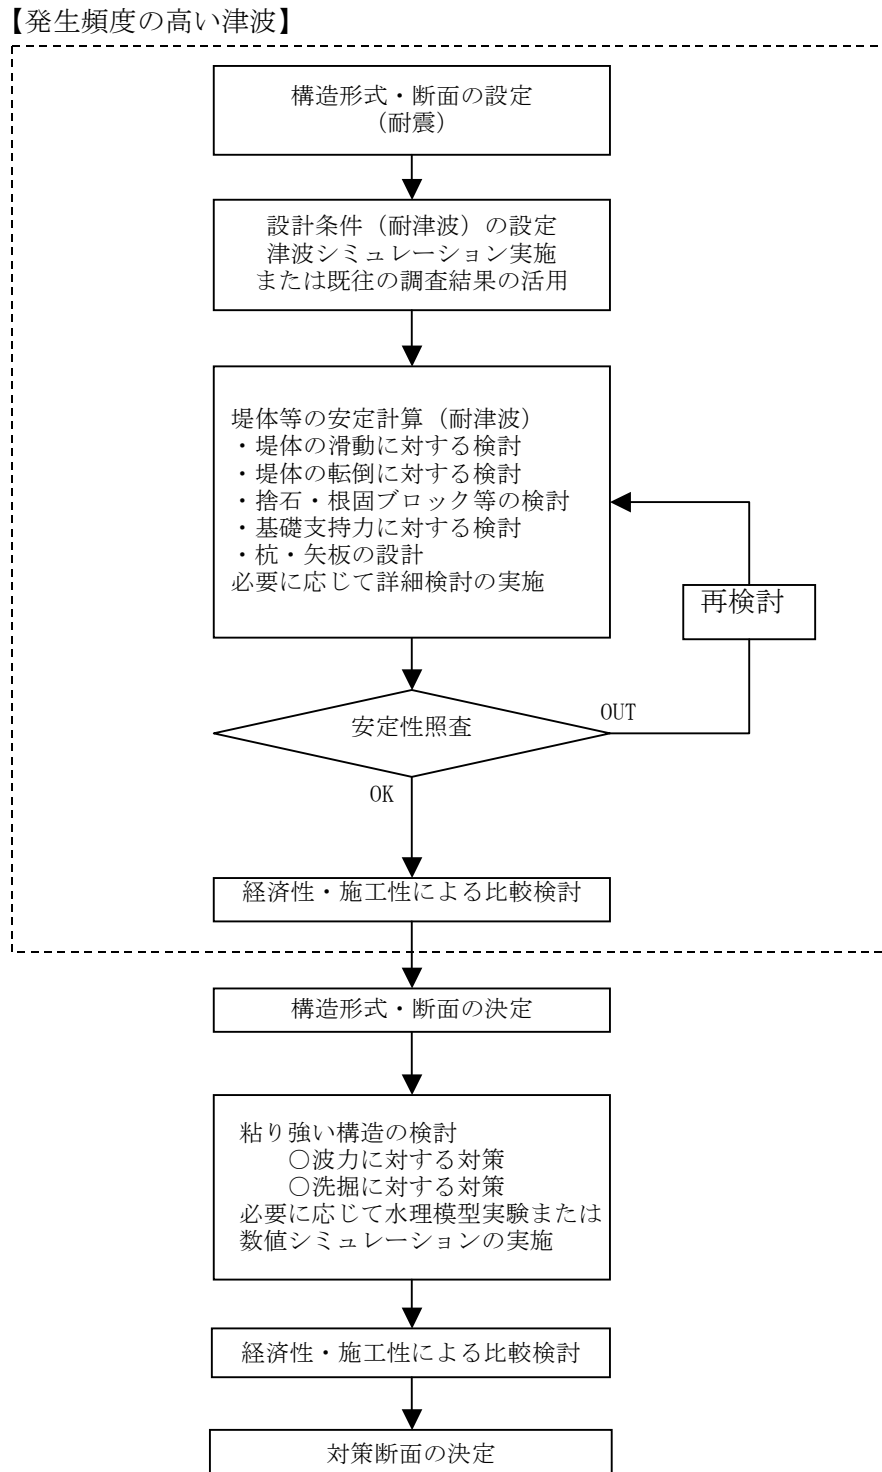 【発生頻度の高い津波】
構造形式・断面の設定
（耐震）
設計条件（耐津波）の設定
津波シミュレーション実施
または既往の調査結果の活用
堤体等の安定計算（耐津波）
・堤体の滑動に対する検討
・堤体の転倒に対する検討
・捨石・根固ブロック等の検討
・基礎支持力に対する検討
・杭・矢板の設計
必要に応じて詳細検討の実施
再検討
安定性照査
OUT
OK
経済性・施工性による比較検討
構造形式・断面の決定
粘り強い構造の検討
○波力に対する対策
○洗掘に対する対策
必要に応じて水理模型実験または
数値シミュレーションの実施
経済性・施工性による比較検討
対策断面の決定